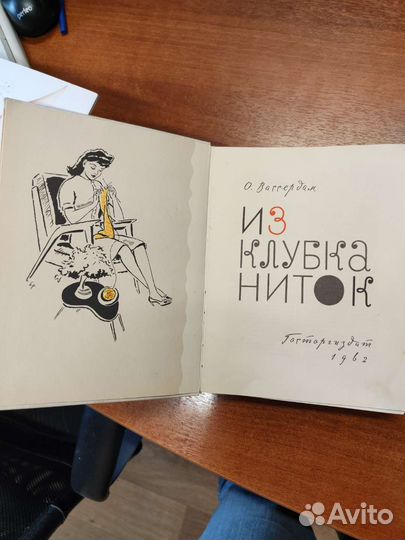 О. Вассердам
ИЗ
КЛУБКА
НИТОК
Госторгиздат
1962
Avito